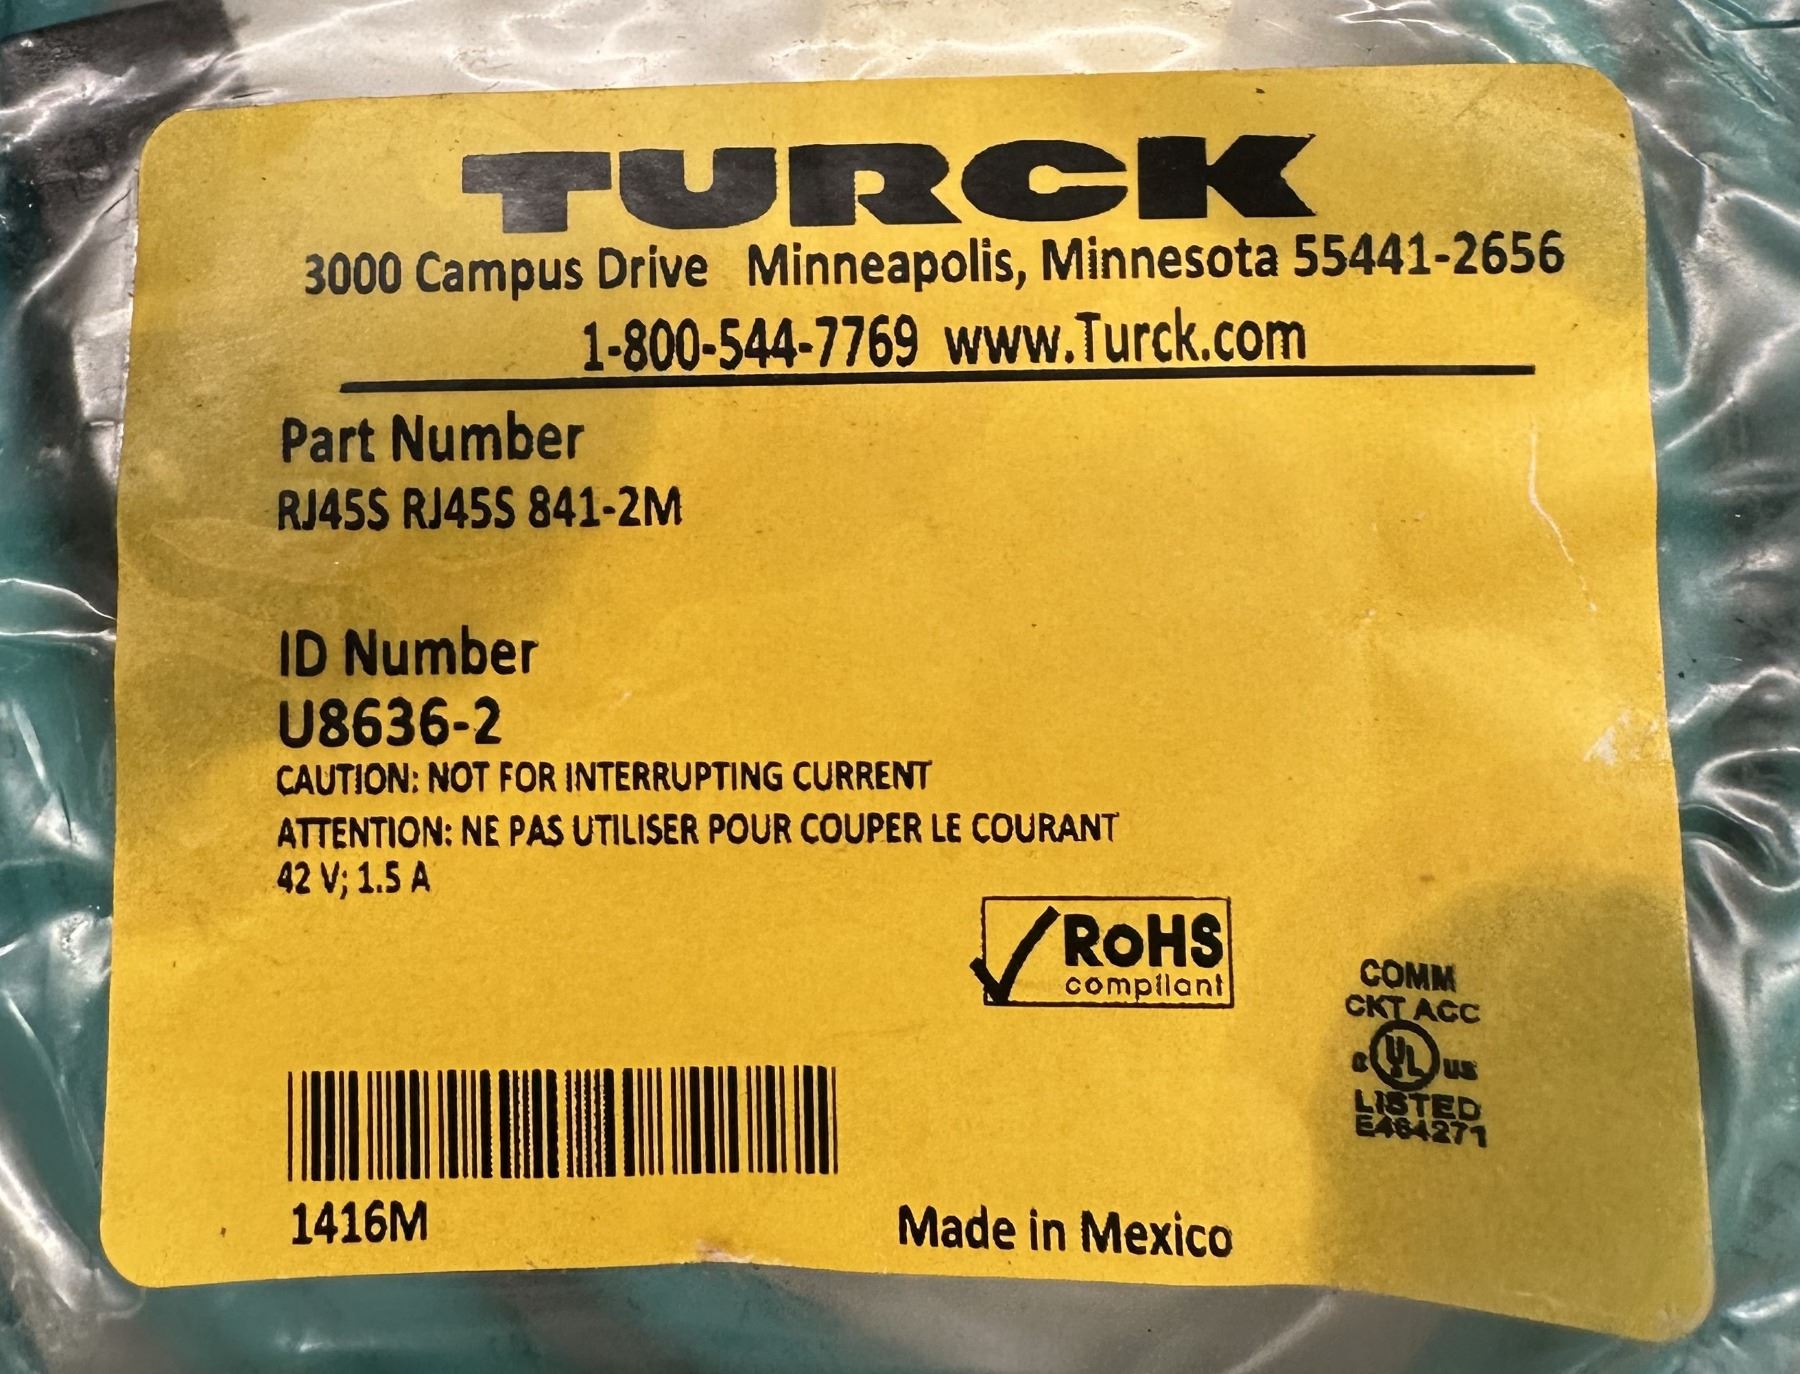 TURCK
3000 Campus Drive Minneapolis, Minnesota 55441-2656
1-800-544-7769 www.Turck.com
Part Number
RJ45S RJ45S 841-2M
ID Number
U8636-2
CAUTION: NOT FOR INTERRUPTING CURRENT
ATTENTION: NE PAS UTILISER POUR COUPER LE COURANT
42 V; 1.5 A
RoHS
compliant
COMM
CKT ACC
c UL us
LISTED
E464271
1416M
Made in Mexico